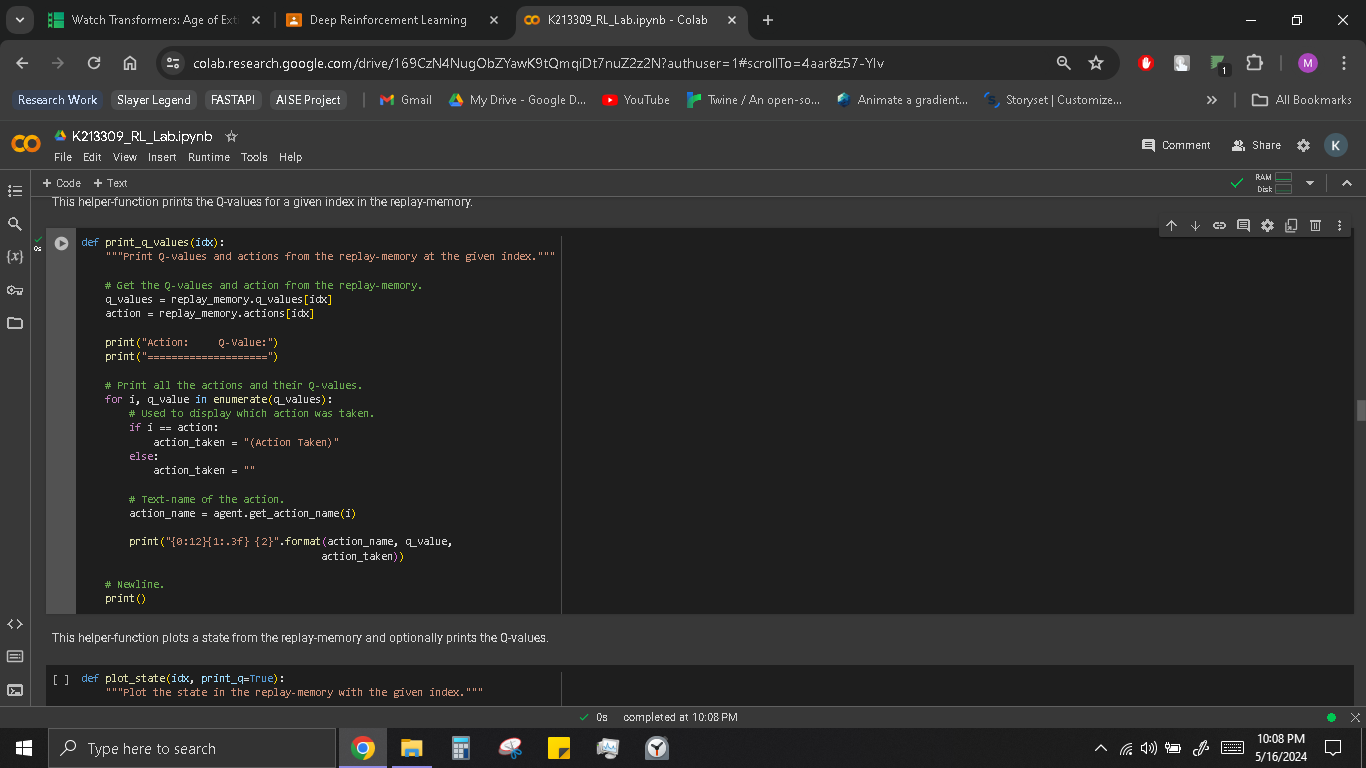 Watch Transformers: Age of Ext
Deep Reinforcement Learning
K213309_RL_Lab.ipynb - Colab
colab.research.google.com/drive/169CzN4NugObZYawK9tQmqiDt7nuZ2z2N?authuser=1#scrollTo=4aar8z57-YIv
1
M
Research Work
Slayer Legend
FASTAPI
AISE Project
Gmail
My Drive - Google D...
YouTube
Twine / An open-so...
Animate a gradient...
Storyset | Customize...
All Bookmarks
K213309_RL_Lab.ipynb
File Edit View Insert Runtime Tools Help
Comment
Share
K
+ Code + Text
RAM
Disk
This helper-function prints the Q-values for a given index in the replay-memory.
0s
def print_q_values(idx):
"""Print Q-values and actions from the replay-memory at the given index."""
# Get the Q-values and action from the replay-memory.
q_values = replay_memory.q_values[idx]
action = replay_memory.actions[idx]
print("Action:     Q-Value:")
print("====================")
# Print all the actions and their Q-values.
for i, q_value in enumerate(q_values):
# Used to display which action was taken.
if i == action:
action_taken = "(Action Taken)"
else:
action_taken = ""
# Text-name of the action.
action_name = agent.get_action_name(i)
print("{0:12}{1:.3f} {2}".format(action_name, q_value,
action_taken))
# Newline.
print()
This helper-function plots a state from the replay-memory and optionally prints the Q-values.
[ ] def plot_state(idx, print_q=True):
"""Plot the state in the replay-memory with the given index."""
0s completed at 10:08 PM
Type here to search
10:08 PM
5/16/2024